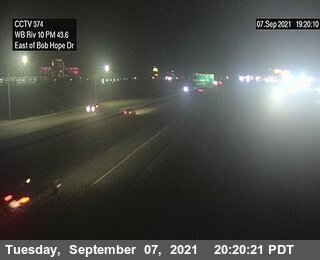 CCTV 374
WB Riv 10 PM 43.6
East of Bob Hope Dr
07.Sep 2021 19:20:10
Tuesday, September 07, 2021 20:20:21 PDT